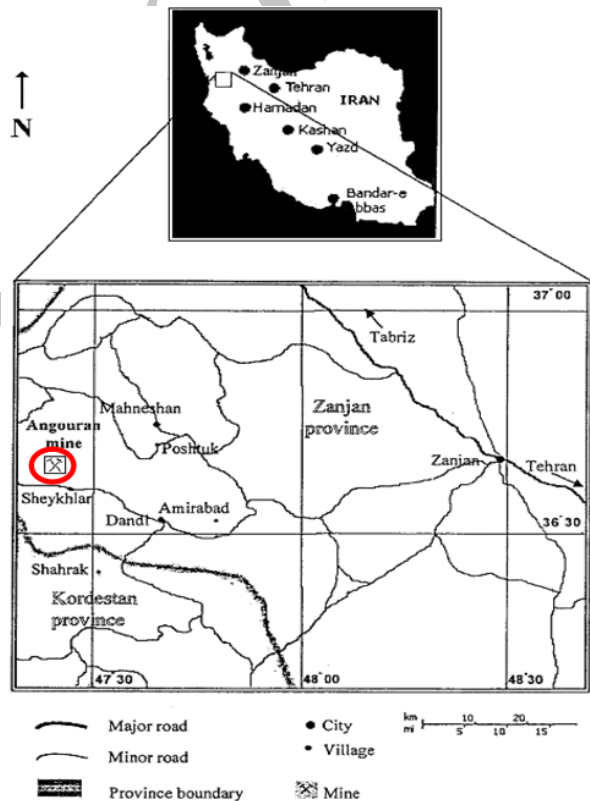 N
Zanjan
Tehran
IRAN
Hamadan
Kashan
Yazd
Bandar-e
Abbas
37° 00
Tabriz
Mahneshan
Zanjan
province
Angouran
mine
Poshtuk
Zanjan
Tehran
Sheykhlar
Amirabad
Dandi
36° 30
Shahrak
Kordestan
province
47° 30
48° 00
48° 30
Major road
City
km 10 20
Minor road
Village
mi 5 10 15
Province boundary
Mine